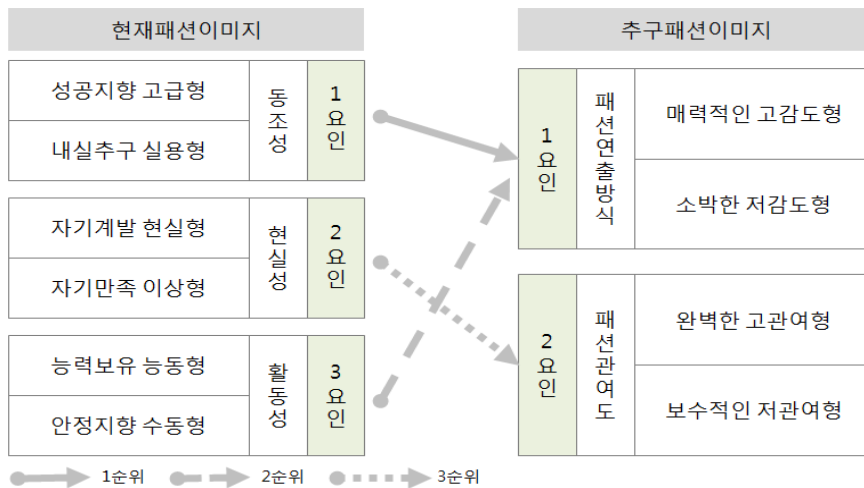 현재패션이미지
성공지향 고급형
내실추구 실용형
동조성
1요인
자기계발 현실형
자기만족 이상형
현실성
2요인
능력보유 능동형
안정지향 수동형
활동성
3요인
추구패션이미지
1요인
패션연출방식
매력적인 고감도형
소박한 저감도형
2요인
패션관여도
완벽한 고관여형
보수적인 저관여형
1순위
2순위
3순위